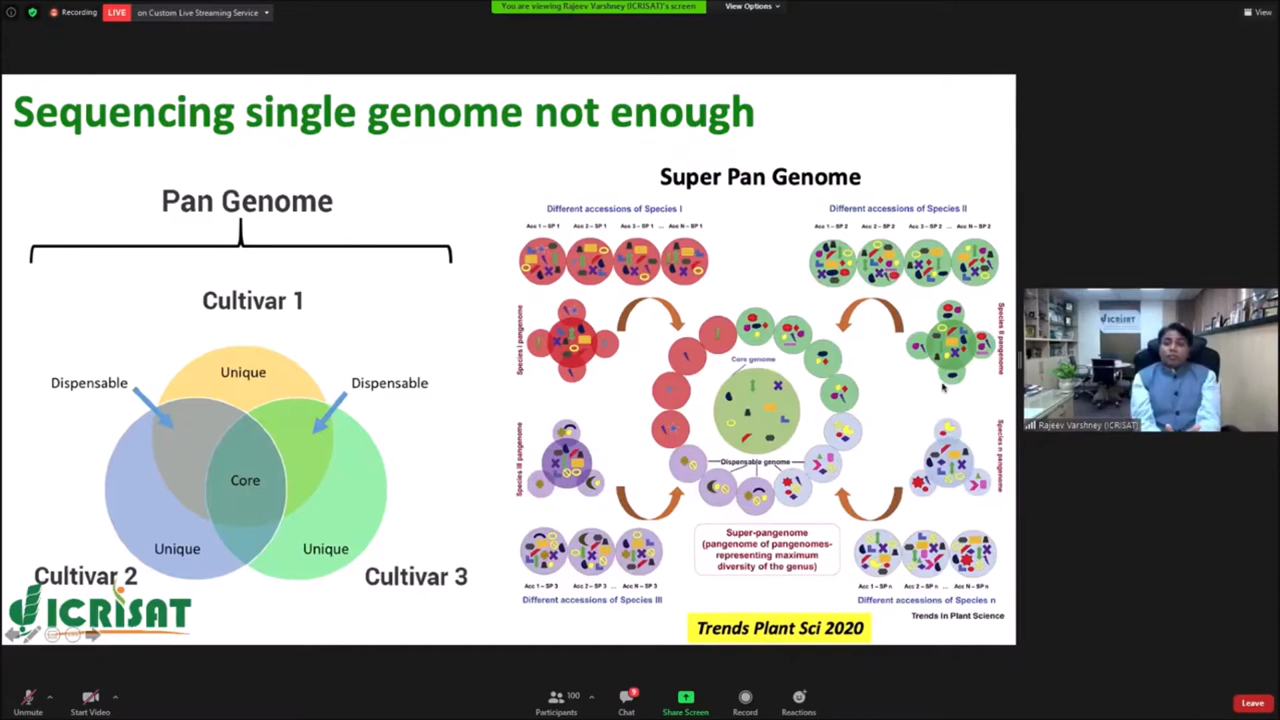 Recording
LIVE
on Custom Live Streaming Service
You are viewing Rajeev Varshney (ICRISAT)'s screen
View Options
View
Sequencing single genome not enough
Pan Genome
Cultivar 1
Unique
Dispensable
Dispensable
Core
Unique
Unique
Cultivar 2
Cultivar 3
ICRISAT
Super Pan Genome
Different accessions of Species I
Acc 1 – SP 1 Acc 2 – SP 1 Acc 3 – SP 1 ... Acc N – SP 1
Different accessions of Species II
Acc 1 – SP 2 Acc 2 – SP 2 Acc 3 – SP 2 ... Acc N – SP 2
Species I pangenome
Species II pangenome
Core genome
Dispensable genome
Species III pangenome
Species n pangenome
Super-pangenome
(pangenome of pangenomes-
representing maximum
diversity of the genus)
Acc 1 – SP 3 Acc 2 – SP 3 ... Acc N – SP 3
Different accessions of Species III
Acc 1 – SP n Acc 2 – SP n ... Acc N – SP n
Different accessions of Species n
Trends in Plant Science
Trends Plant Sci 2020
ICRISAT
Rajeev Varshney (ICRISAT)
Unmute
Start Video
100
Participants
9
Chat
Share Screen
Record
Reactions
Leave